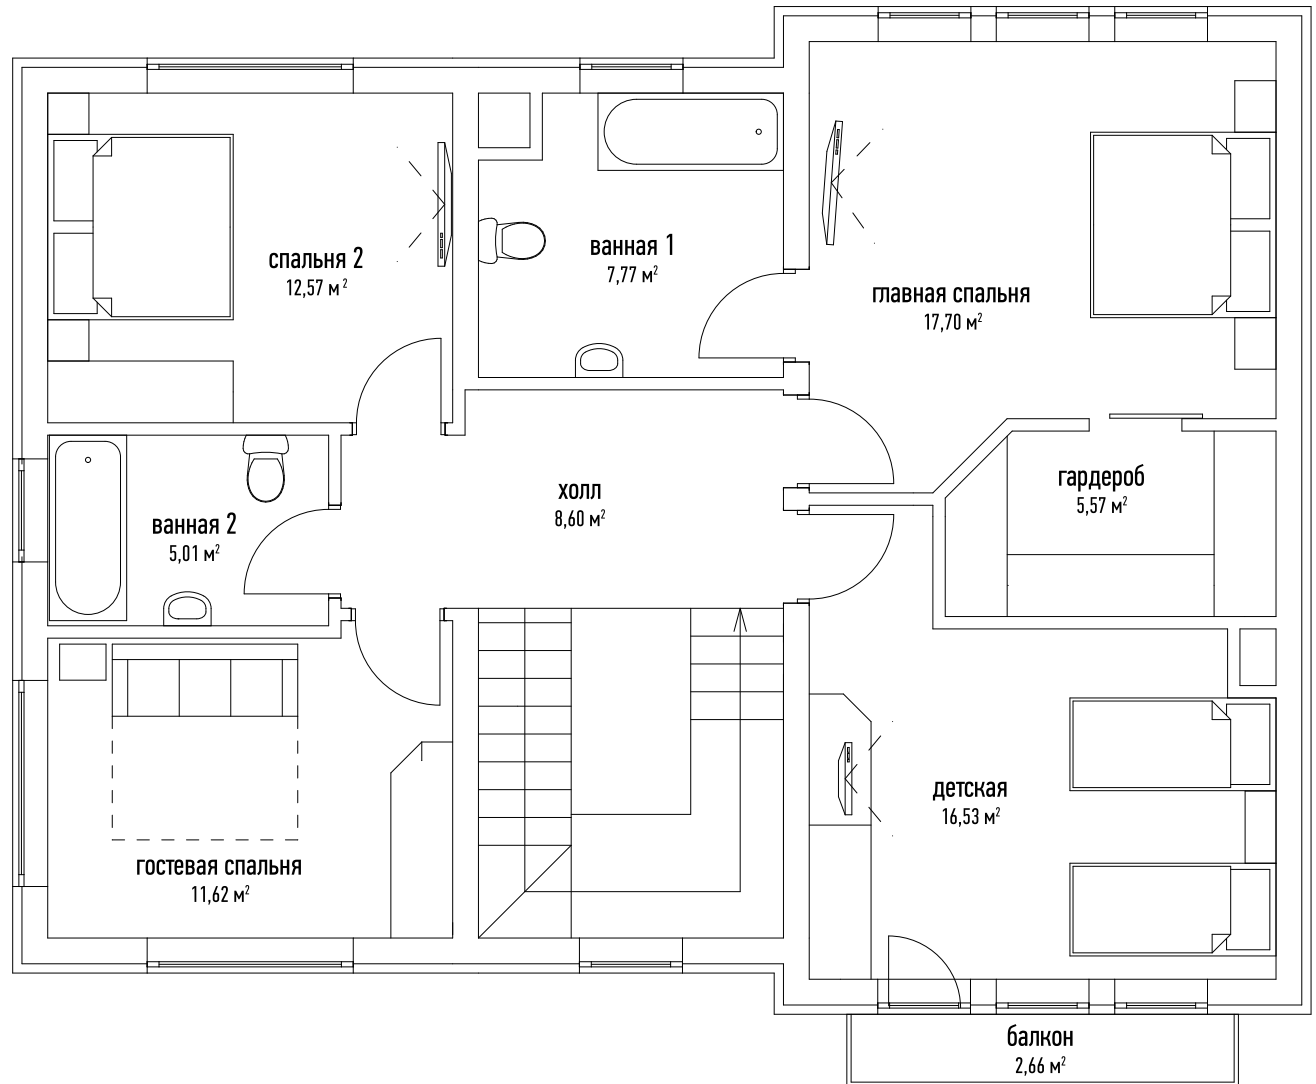 спальня 2
12,57 м²
ванная 1
7,77 м²
главная спальня
17,70 м²
холл
8,60 м²
гардероб
5,57 м²
ванная 2
5,01 м²
детская
16,53 м²
гостевая спальня
11,62 м²
балкон
2,66 м²